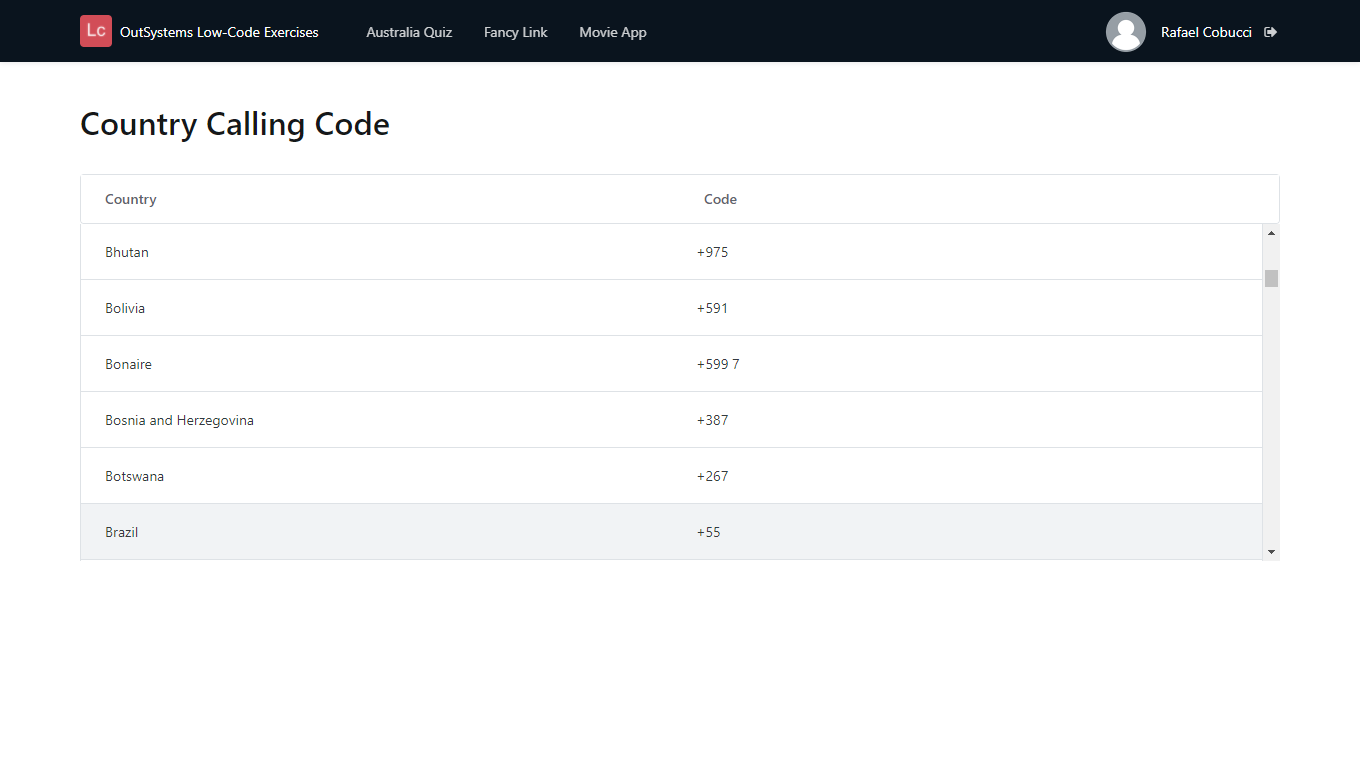 Lc OutSystems Low-Code Exercises Australia Quiz Fancy Link Movie App Rafael Cobucci
Country Calling Code
Country Code
Bhutan +975
Bolivia +591
Bonaire +599 7
Bosnia and Herzegovina +387
Botswana +267
Brazil +55